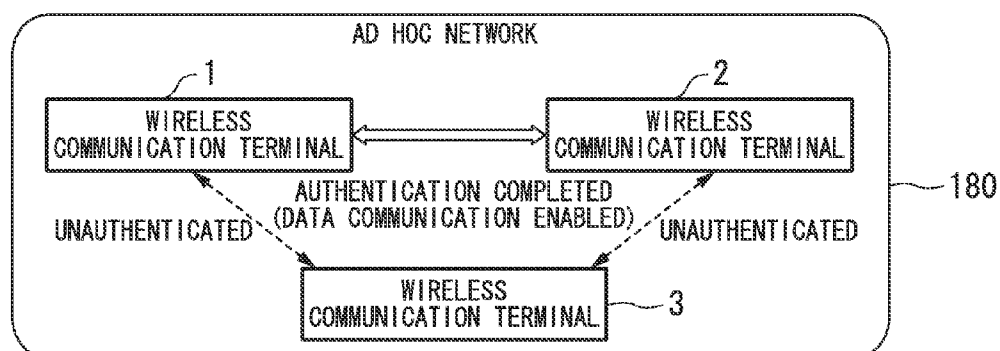 AD HOC NETWORK
1
2
WIRELESS
COMMUNICATION TERMINAL
WIRELESS
COMMUNICATION TERMINAL
180
AUTHENTICATION COMPLETED
(DATA COMMUNICATION ENABLED)
UNAUTHENTICATED
UNAUTHENTICATED
WIRELESS
COMMUNICATION TERMINAL
3